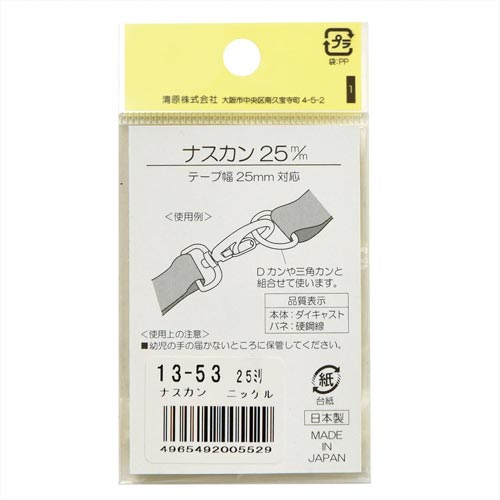 プラ
袋:PP
1
清原株式会社 大阪市中央区南久宝寺町 4-5-2
ナスカン 25m/m
テープ幅 25mm 対応
＜使用例＞
D カンや三角カンと
組合せて使います。
品質表示
本体：ダイキャスト
バネ：硬鋼線
＜使用上の注意＞
■幼児の手の届かないところに保管してください。
13-53 25ﾐﾘ
ナスカン ニッケル
4965492005529
紙
台紙
日本製
MADE
IN
JAPAN